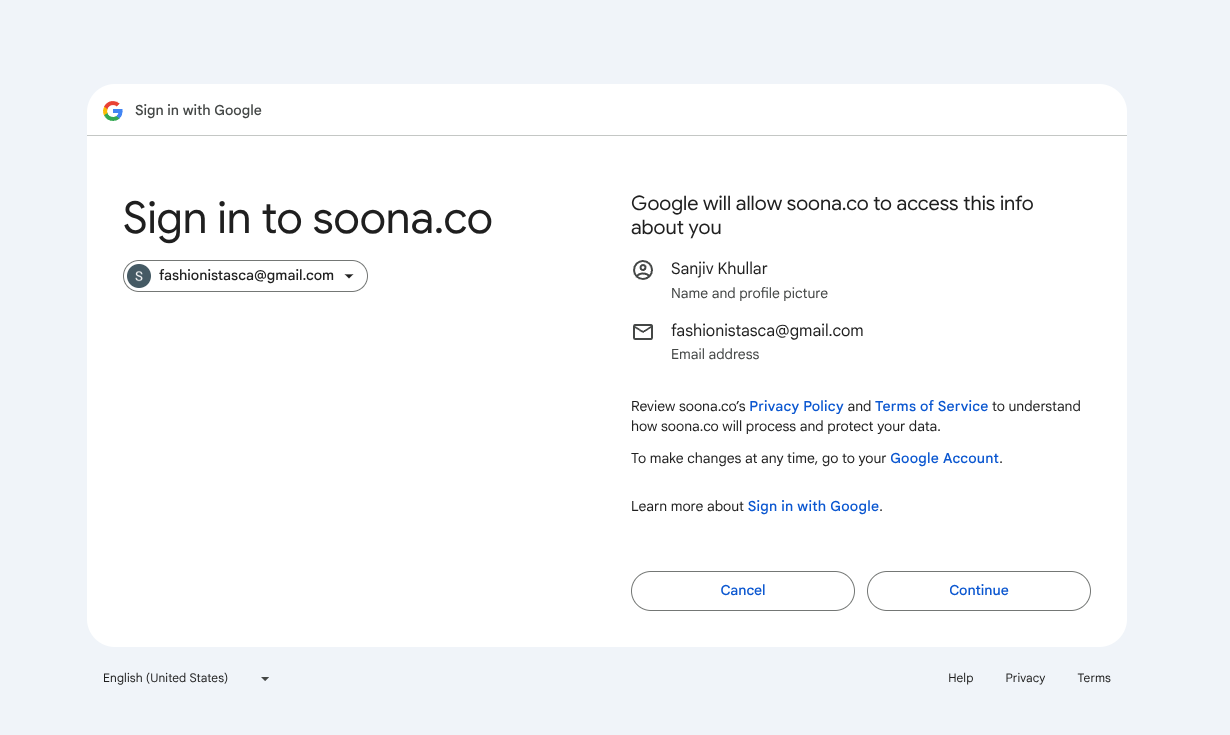 Sign in with Google
Sign in to soona.co
S fashionistasca@gmail.com
Google will allow soona.co to access this info
about you
Sanjiv Khullar
Name and profile picture
fashionistasca@gmail.com
Email address
Review soona.co’s Privacy Policy and Terms of Service to understand
how soona.co will process and protect your data.
To make changes at any time, go to your Google Account.
Learn more about Sign in with Google.
Cancel Continue
English (United States) Help Privacy Terms